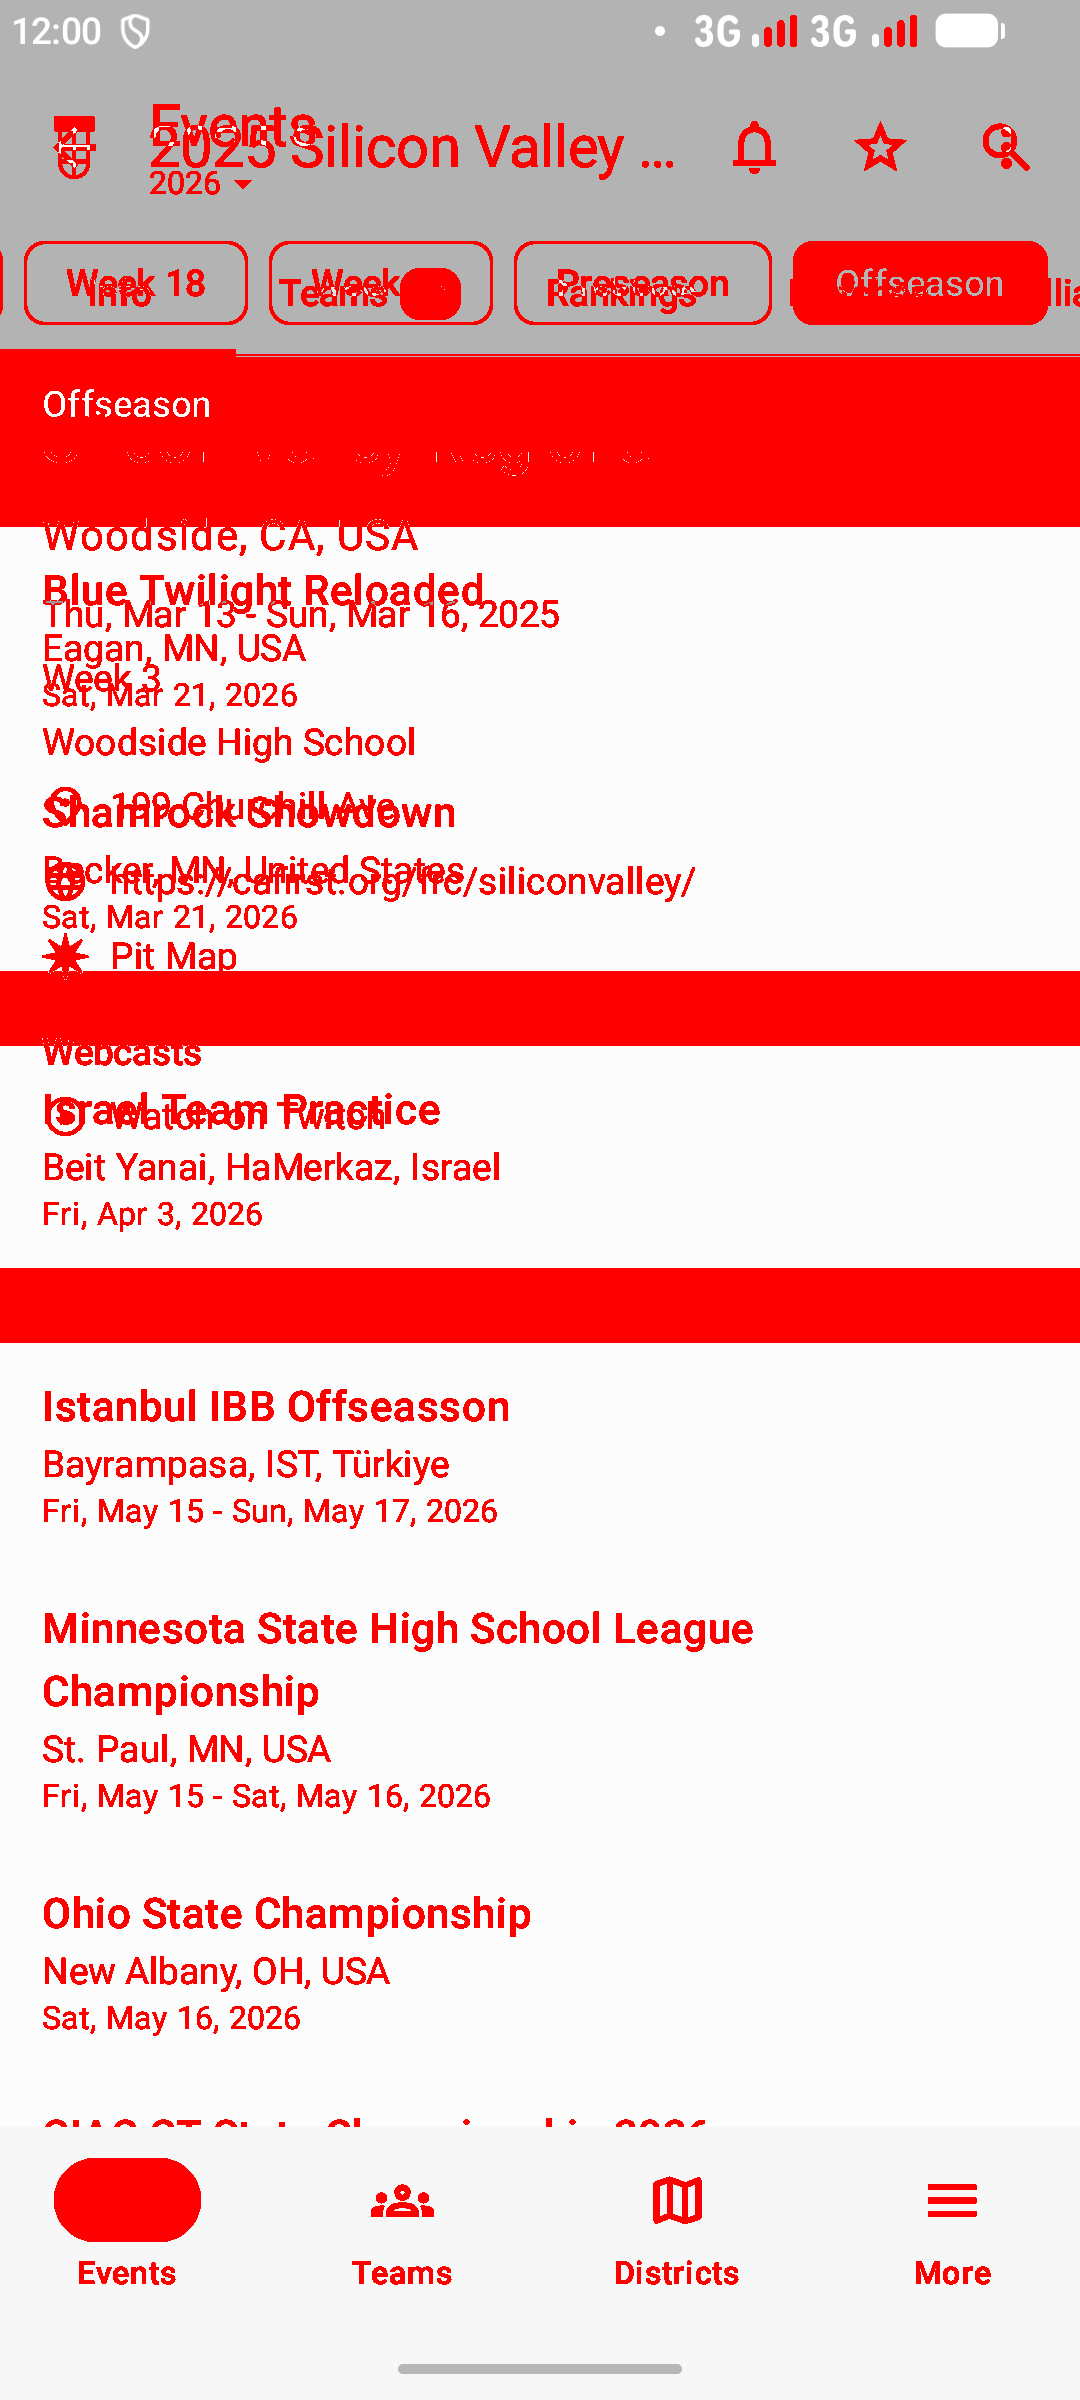 12:00 3G 3G
Events
2025 Silicon Valley ...
2026
Week 18 Week Preseason Offseason
Info Teams Rankings
Offseason
Woodside, CA, USA
Blue Twilight Reloaded
Thu, Mar 13 - Sun, Mar 16, 2025
Eagan, MN, USA
Week 3
Sat, Mar 21, 2026
Woodside High School
199 Churchill Ave
Shamrock Showdown
Becker, MN, United States
https://cafirst.org/frc/siliconvalley/
Sat, Mar 21, 2026
Pit Map
Webcasts
Israel Team Practice
Watch on Twitch
Beit Yanai, HaMerkaz, Israel
Fri, Apr 3, 2026
Istanbul IBB Offseasson
Bayrampasa, IST, Türkiye
Fri, May 15 - Sun, May 17, 2026
Minnesota State High School League
Championship
St. Paul, MN, USA
Fri, May 15 - Sat, May 16, 2026
Ohio State Championship
New Albany, OH, USA
Sat, May 16, 2026
Events Teams Districts More